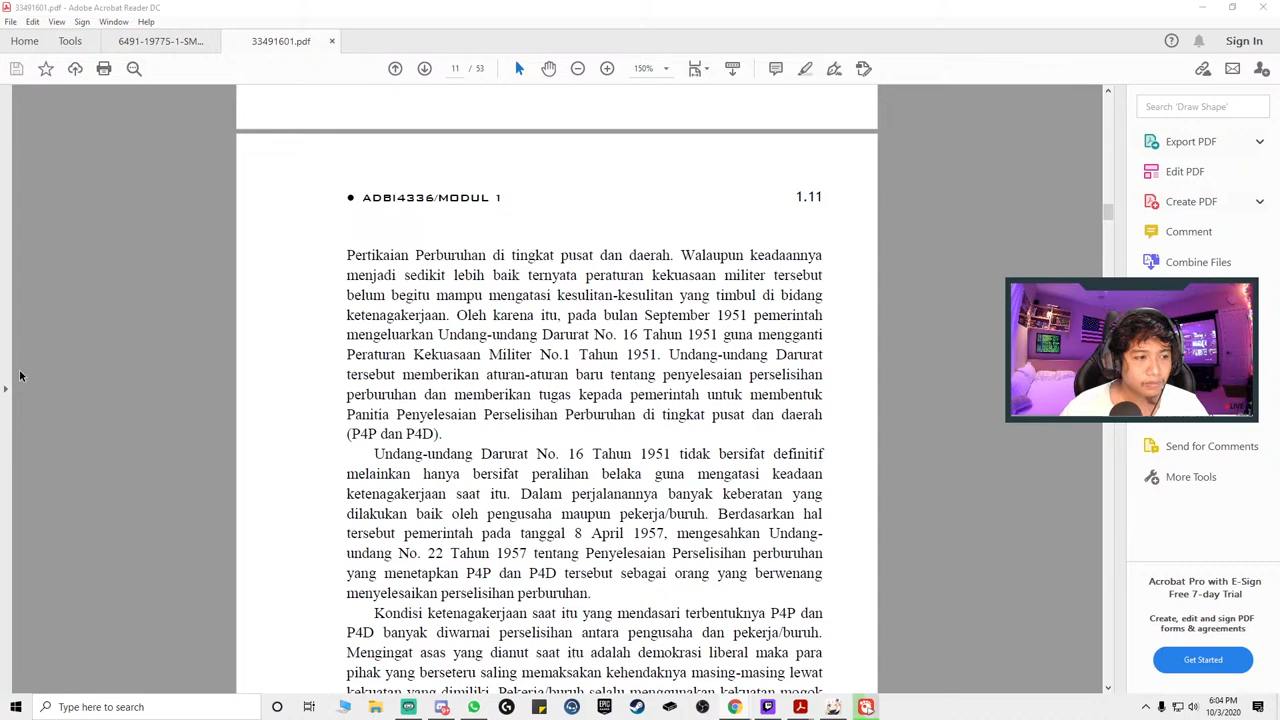 33491601.pdf - Adobe Acrobat Reader DC
File Edit View Sign Window Help
Home Tools 6491-19775-1-SM... 33491601.pdf × Sign In
11 / 53 150%
Search 'Draw Shape'
Export PDF
Edit PDF
Create PDF
Comment
Combine Files
Send for Comments
More Tools
Acrobat Pro with E-Sign
Free 7-day Trial
Create, edit and sign PDF
forms & agreements
Get Started
● ADBI4336/MODUL 1 1.11
Pertikaian Perburuhan di tingkat pusat dan daerah. Walaupun keadaannya
menjadi sedikit lebih baik ternyata peraturan kekuasaan militer tersebut
belum begitu mampu mengatasi kesulitan-kesulitan yang timbul di bidang
ketenagakerjaan. Oleh karena itu, pada bulan September 1951 pemerintah
mengeluarkan Undang-undang Darurat No. 16 Tahun 1951 guna mengganti
Peraturan Kekuasaan Militer No.1 Tahun 1951. Undang-undang Darurat
tersebut memberikan aturan-aturan baru tentang penyelesaian perselisihan
perburuhan dan memberikan tugas kepada pemerintah untuk membentuk
Panitia Penyelesaian Perselisihan Perburuhan di tingkat pusat dan daerah
(P4P dan P4D).
Undang-undang Darurat No. 16 Tahun 1951 tidak bersifat definitif
melainkan hanya bersifat peralihan belaka guna mengatasi keadaan
ketenagakerjaan saat itu. Dalam perjalanannya banyak keberatan yang
dilakukan baik oleh pengusaha maupun pekerja/buruh. Berdasarkan hal
tersebut pemerintah pada tanggal 8 April 1957, mengesahkan Undang-
undang No. 22 Tahun 1957 tentang Penyelesaian Perselisihan perburuhan
yang menetapkan P4P dan P4D tersebut sebagai orang yang berwenang
menyelesaikan perselisihan perburuhan.
Kondisi ketenagakerjaan saat itu yang mendasari terbentuknya P4P dan
P4D banyak diwarnai perselisihan antara pengusaha dan pekerja/buruh.
Mengingat asas yang dianut saat itu adalah demokrasi liberal maka para
pihak yang berseteru saling memaksakan kehendaknya masing-masing lewat
kekuatan yang dimiliki. Pekerja/buruh selalu menggunakan kekuatan mogok
LIVE
Type here to search
6:04 PM
10/3/2020